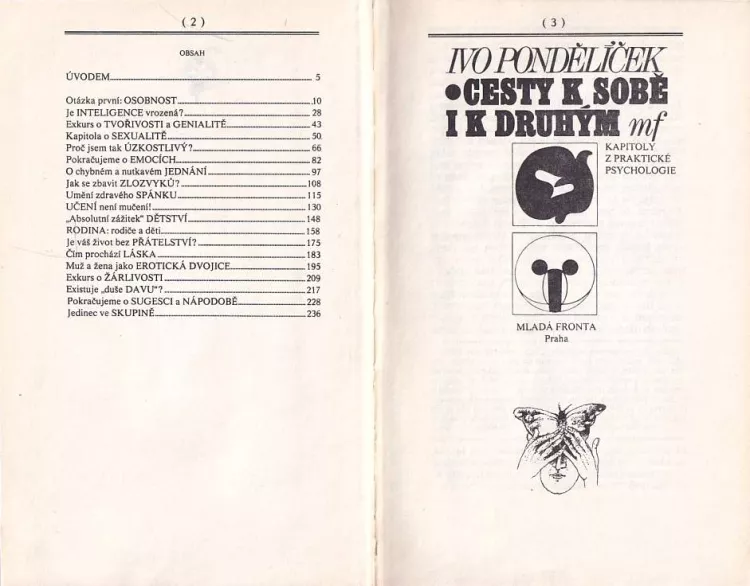 ( 2 )
OBSAH
ÚVODEM 5
Otázka první: OSOBNOST 10
Je INTELIGENCE vrozená? 28
Exkurs o TVOŘIVOSTI a GENIALITĚ 43
Kapitola o SEXUALITĚ 50
Proč jsem tak ÚZKOSTLIVÝ? 66
Pokračujeme o EMOCÍCH 82
O chybném a nutkavém JEDNÁNÍ 97
Jak se zbavit ZLOZVYKŮ? 108
Umění zdravého SPÁNKU 115
UČENÍ není mučení! 130
„Absolutní zážitek“ DĚTSTVÍ 148
RODINA: rodiče a děti 158
Je váš život bez PŘÁTELSTVÍ? 175
Čím prochází LÁSKA 183
Muž a žena jako EROTICKÁ DVOJICE 195
Exkurs o ŽÁRLIVOSTI 209
Existuje „duše DAVU“? 217
Pokračujeme o SUGESCI a NÁPODOBĚ 228
Jedinec ve SKUPINĚ 236
( 3 )
IVO PONDĚLÍČEK
●CESTY K SOBĚ
I K DRUHÝM mf
KAPITOLY
Z PRAKTICKÉ
PSYCHOLOGIE
MLADÁ FRONTA
Praha